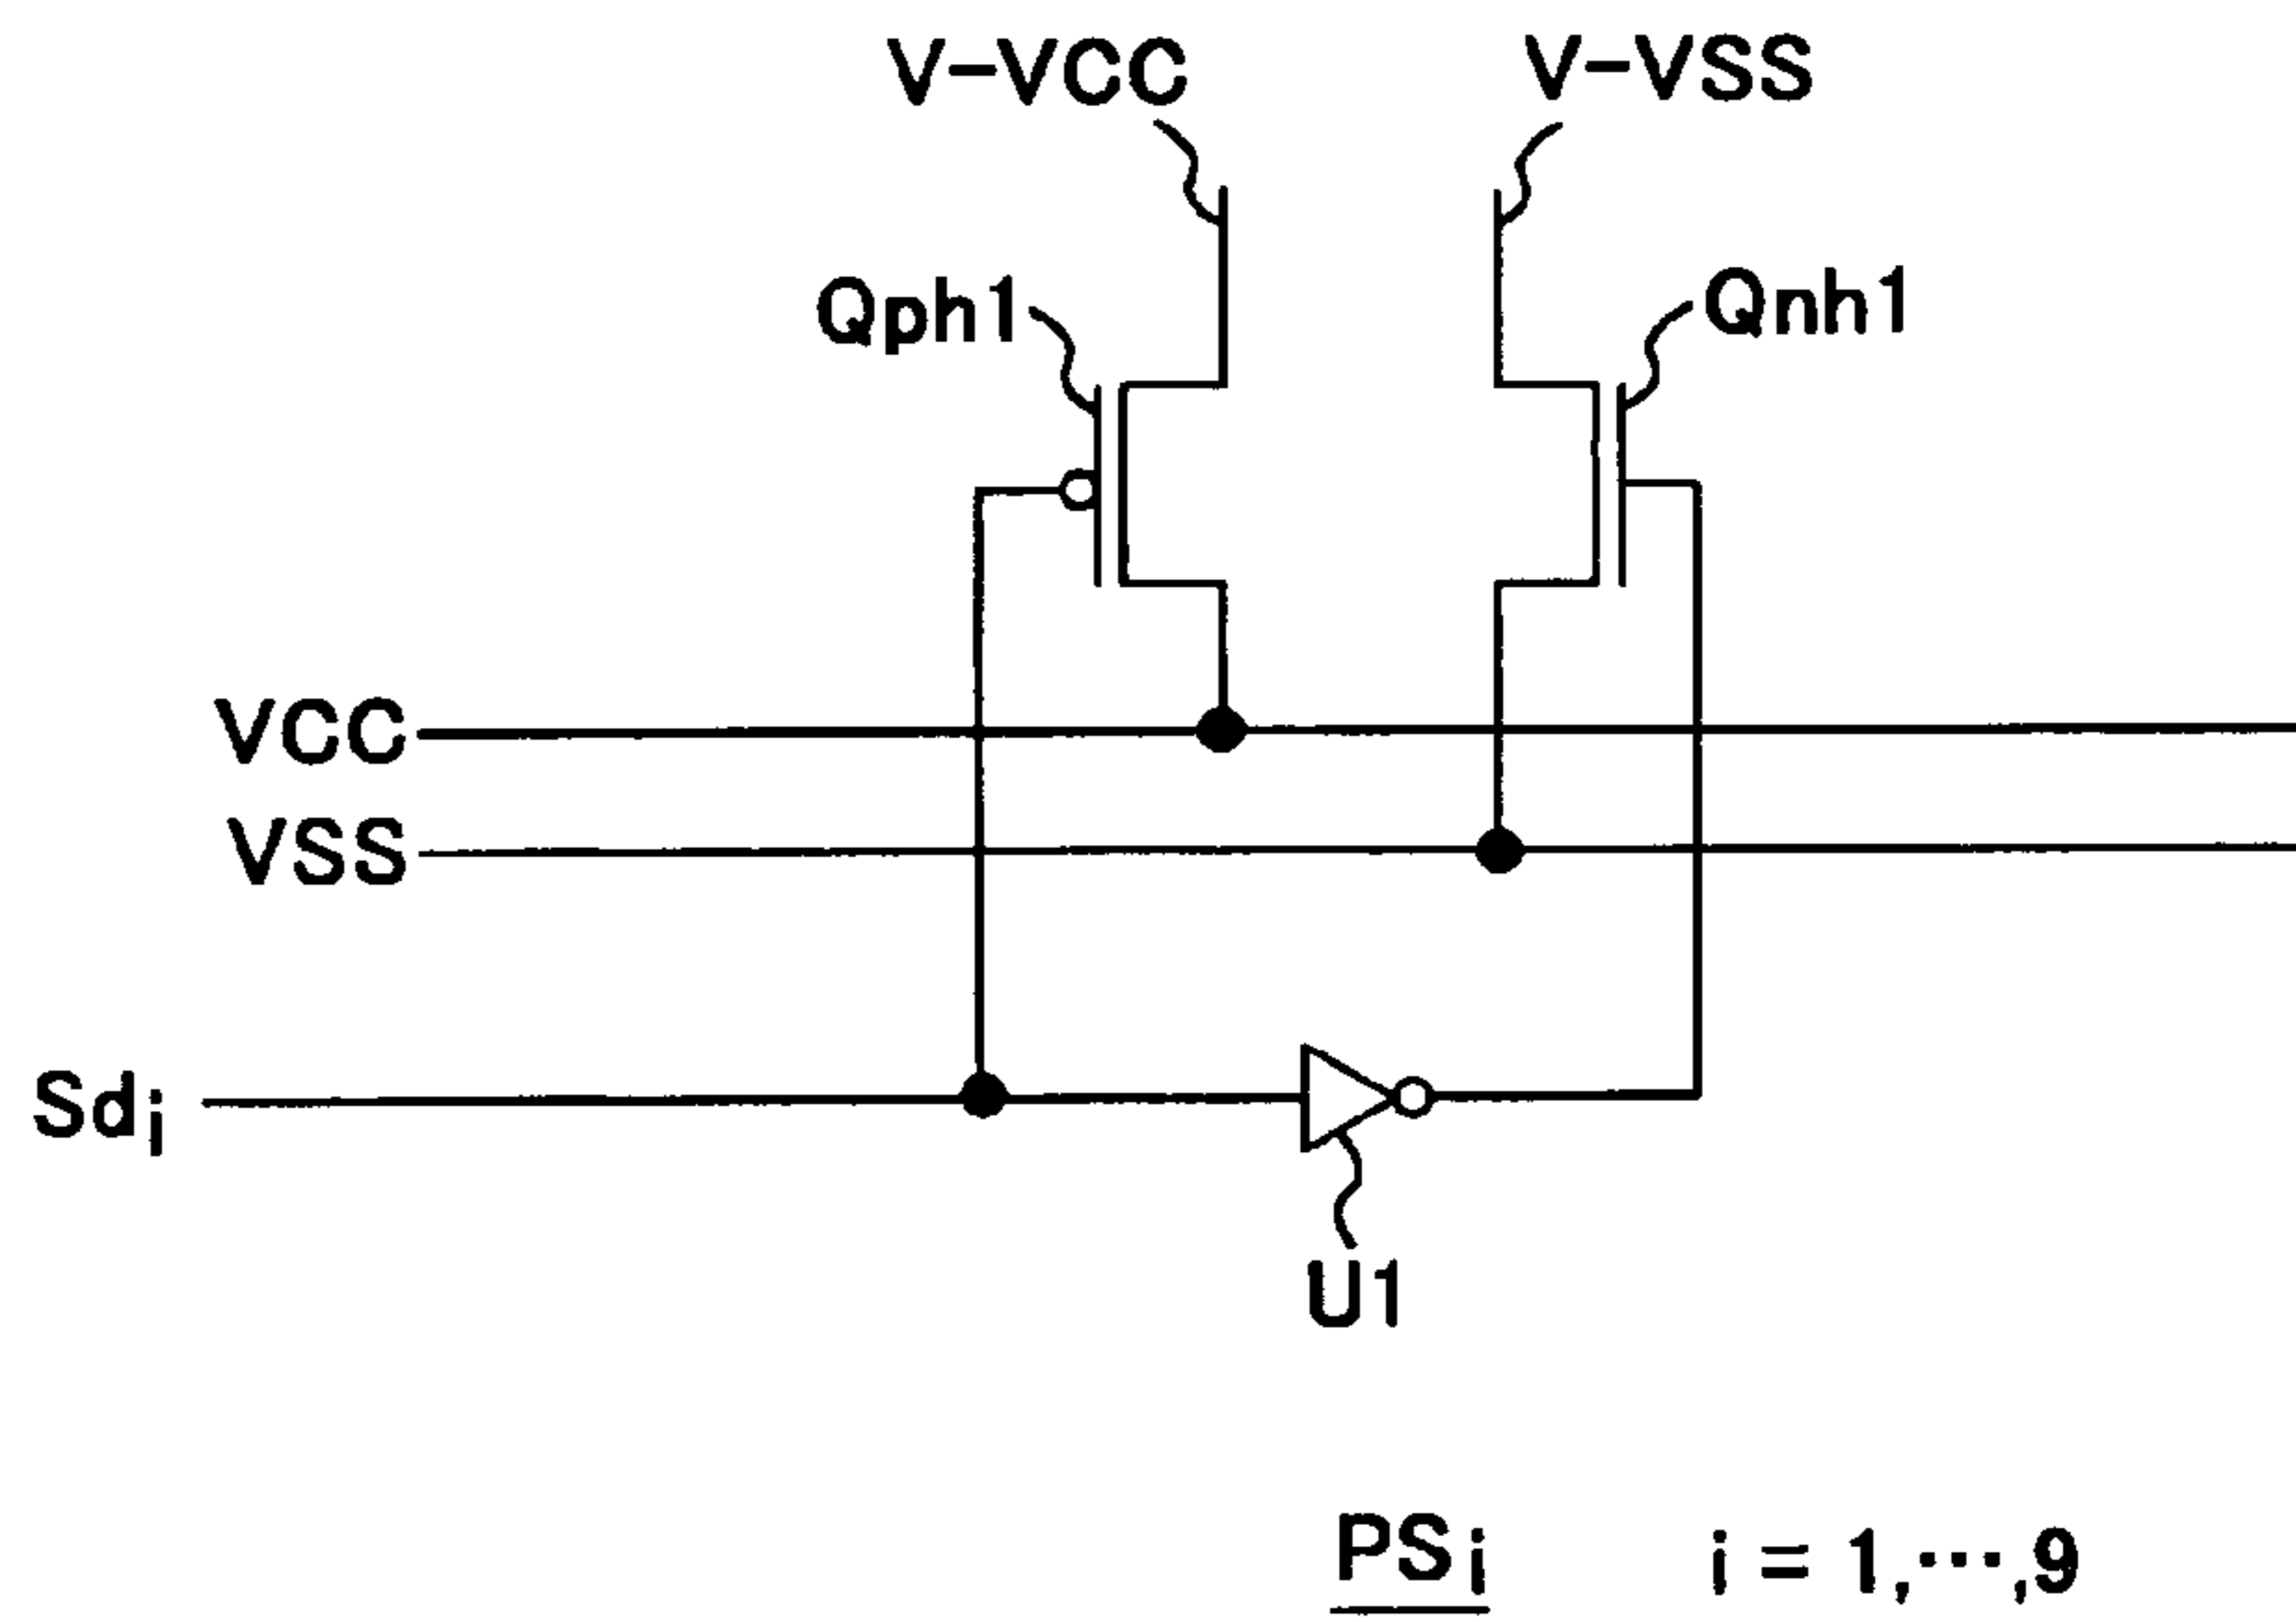 V-VCC
V-VSS
Qph1
Qnh1
VCC
VSS
Sdi
U1
PSi
i = 1,⋯,9